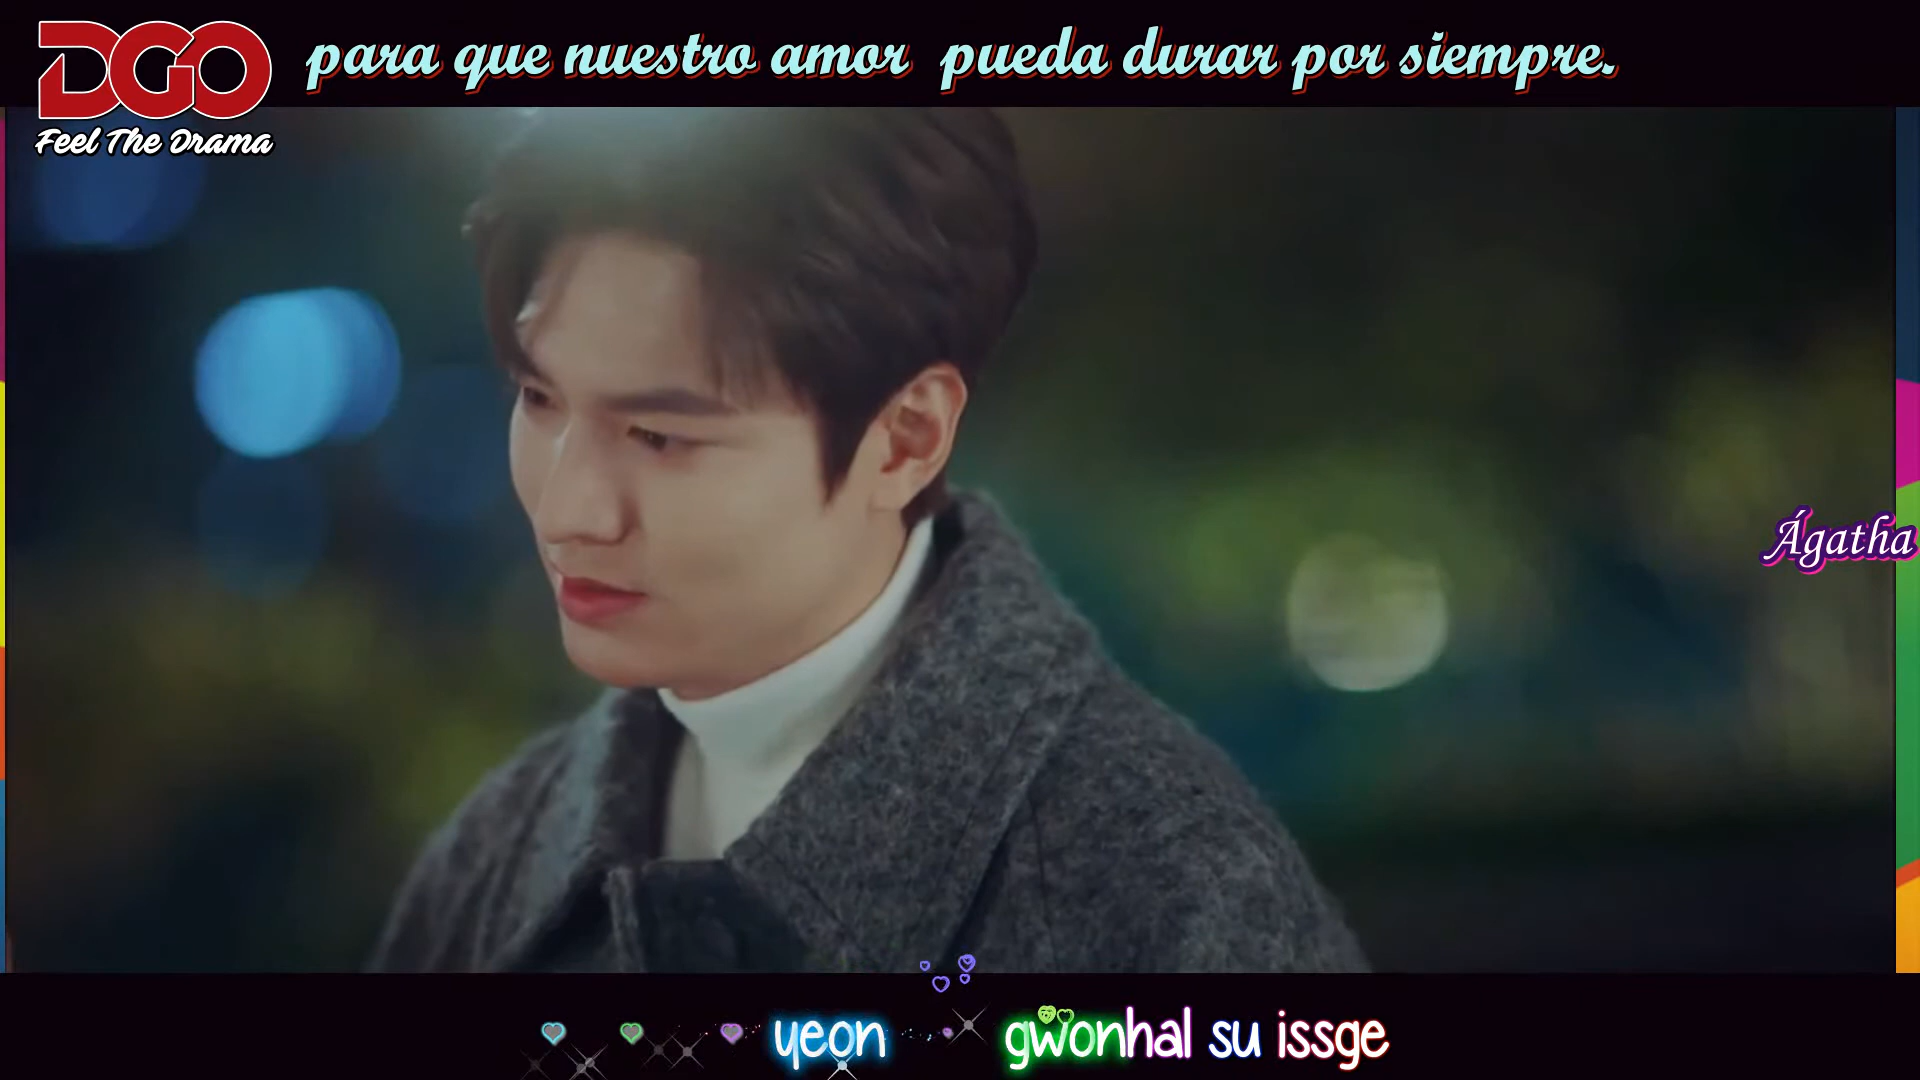 DGO
Feel The Drama
para que nuestro amor pueda durar por siempre.
Ágatha
yeon gwonhal su issge